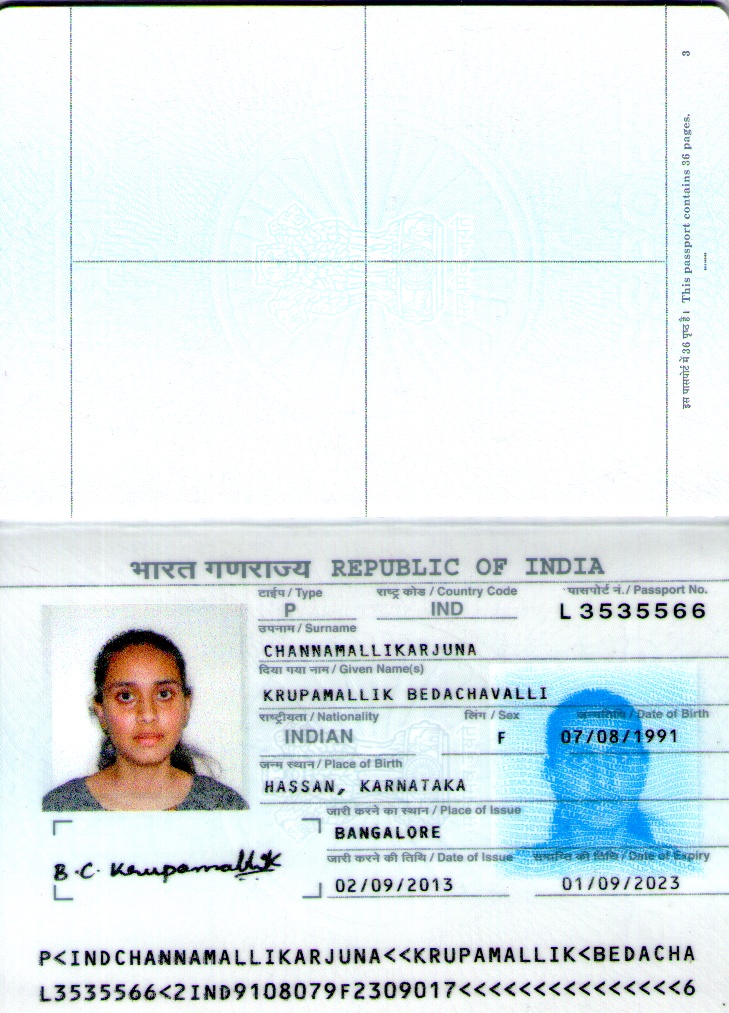 3
इस पासपोर्ट में 36 पृष्ठ है। This passport contains 36 pages.
भारत गणराज्य REPUBLIC OF INDIA
टाईप / Type राष्ट्र कोड / Country Code पासपोर्ट नं. / Passport No.
P IND L3535566
उपनाम / Surname
CHANNAMALLIKARJUNA
दिया गया नाम / Given Name(s)
KRUPAMALLIK BEDACHAVALLI
राष्ट्रीयता / Nationality लिंग / Sex जन्मतिथि / Date of Birth
INDIAN F 07/08/1991
जन्म स्थान / Place of Birth
HASSAN, KARNATAKA
जारी करने का स्थान / Place of Issue
BANGALORE
जारी करने की तिथि / Date of Issue समाप्ति की तिथि / Date of Expiry
02/09/2013 01/09/2023
B.C. Krupamallik
P<INDCHANNAMALLIKARJUNA<<KRUPAMALLIK<BEDACHA
L3535566<2IND9108079F2309017<<<<<<<<<<<<<<<6